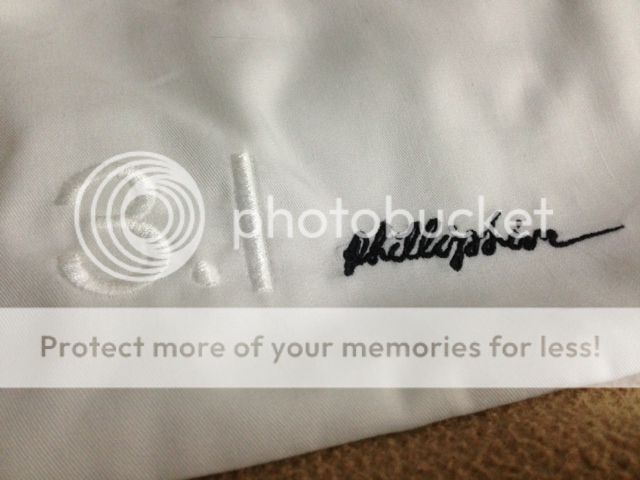 3.1
photobucket
Protect more of your memories for less!